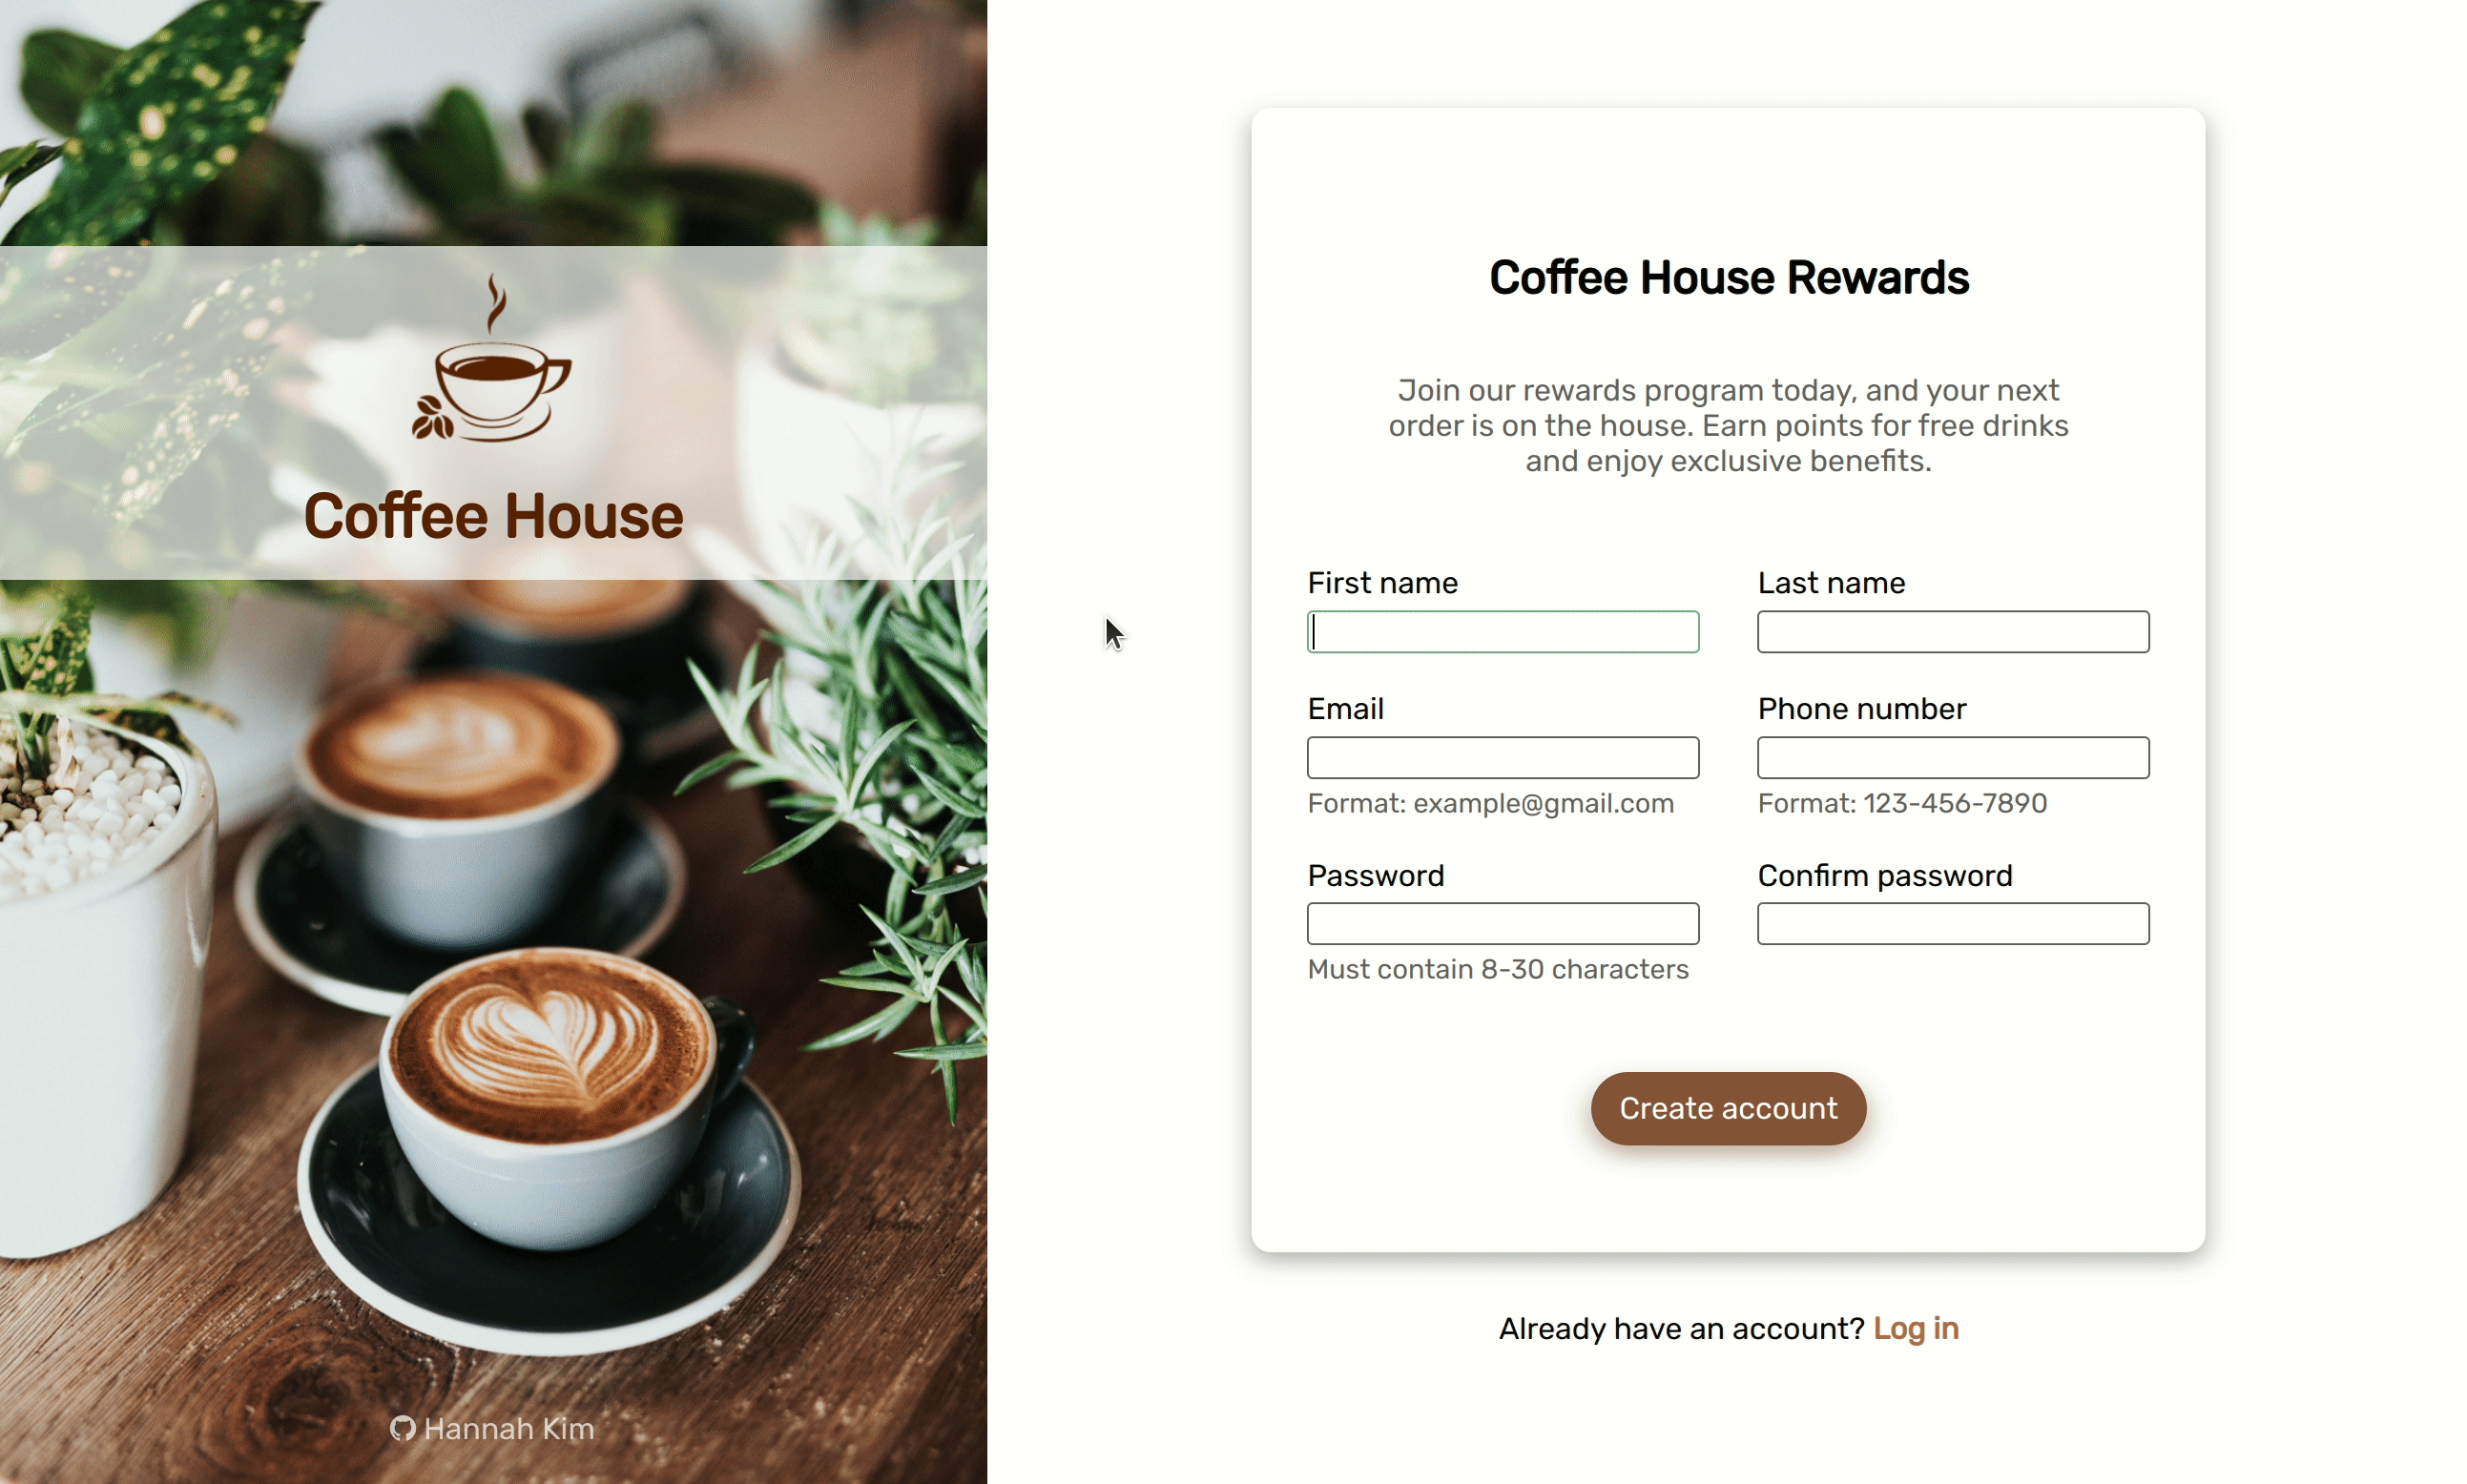 Coffee House
Hannah Kim
Coffee House Rewards
Join our rewards program today, and your next
order is on the house. Earn points for free drinks
and enjoy exclusive benefits.
First name
Last name
Email
Phone number
Format: example@gmail.com
Format: 123-456-7890
Password
Confirm password
Must contain 8-30 characters
Create account
Already have an account? Log in